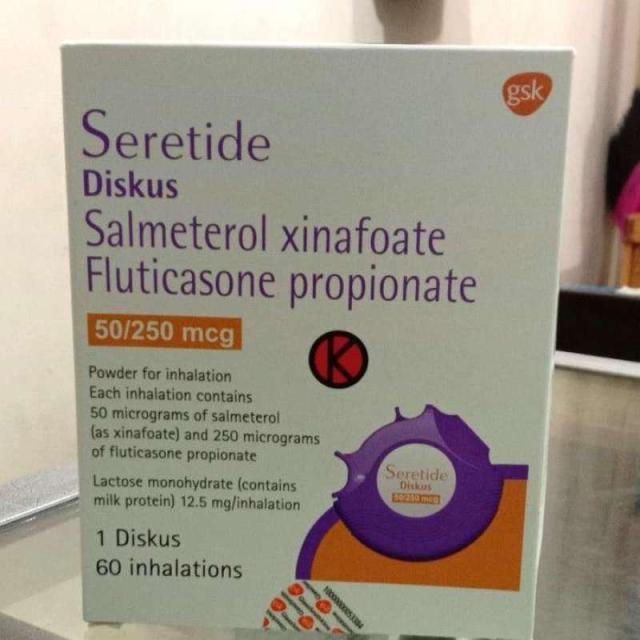 gsk
Seretide
Diskus
Salmeterol xinafoate
Fluticasone propionate
50/250 mcg
K
Powder for inhalation
Each inhalation contains
50 micrograms of salmeterol
(as xinafoate) and 250 micrograms
of fluticasone propionate
Lactose monohydrate (contains
milk protein) 12.5 mg/inhalation
1 Diskus
60 inhalations
Seretide
Diskus
50/250 mcg